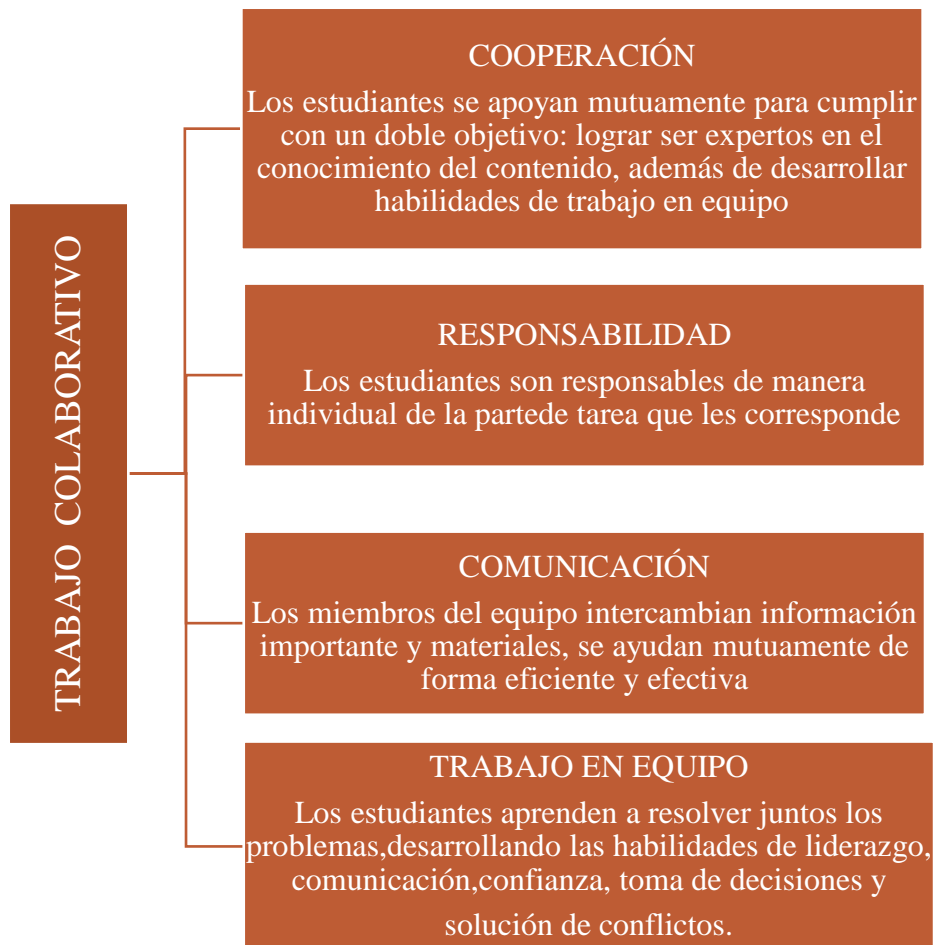 TRABAJO COLABORATIVO
COOPERACIÓN
Los estudiantes se apoyan mutuamente para cumplir
con un doble objetivo: lograr ser expertos en el
conocimiento del contenido, además de desarrollar
habilidades de trabajo en equipo
RESPONSABILIDAD
Los estudiantes son responsables de manera
individual de la partede tarea que les corresponde
COMUNICACIÓN
Los miembros del equipo intercambian información
importante y materiales, se ayudan mutuamente de
forma eficiente y efectiva
TRABAJO EN EQUIPO
Los estudiantes aprenden a resolver juntos los
problemas,desarrollando las habilidades de liderazgo,
comunicación,confianza, toma de decisiones y
solución de conflictos.